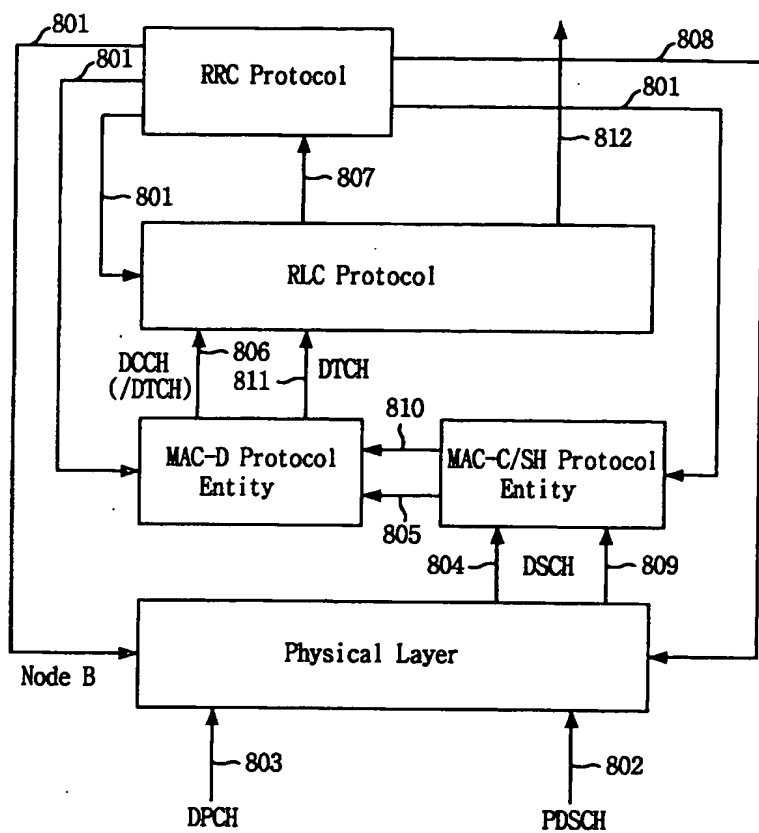 801
808
801
RRC Protocol
801
812
807
801
RLC Protocol
DCCH
(/DTCH)
806
811
DTCH
810
MAC-D Protocol
Entity
MAC-C/SH Protocol
Entity
805
804
DSCH
809
Physical Layer
Node B
803
802
DPCH
PDSCH